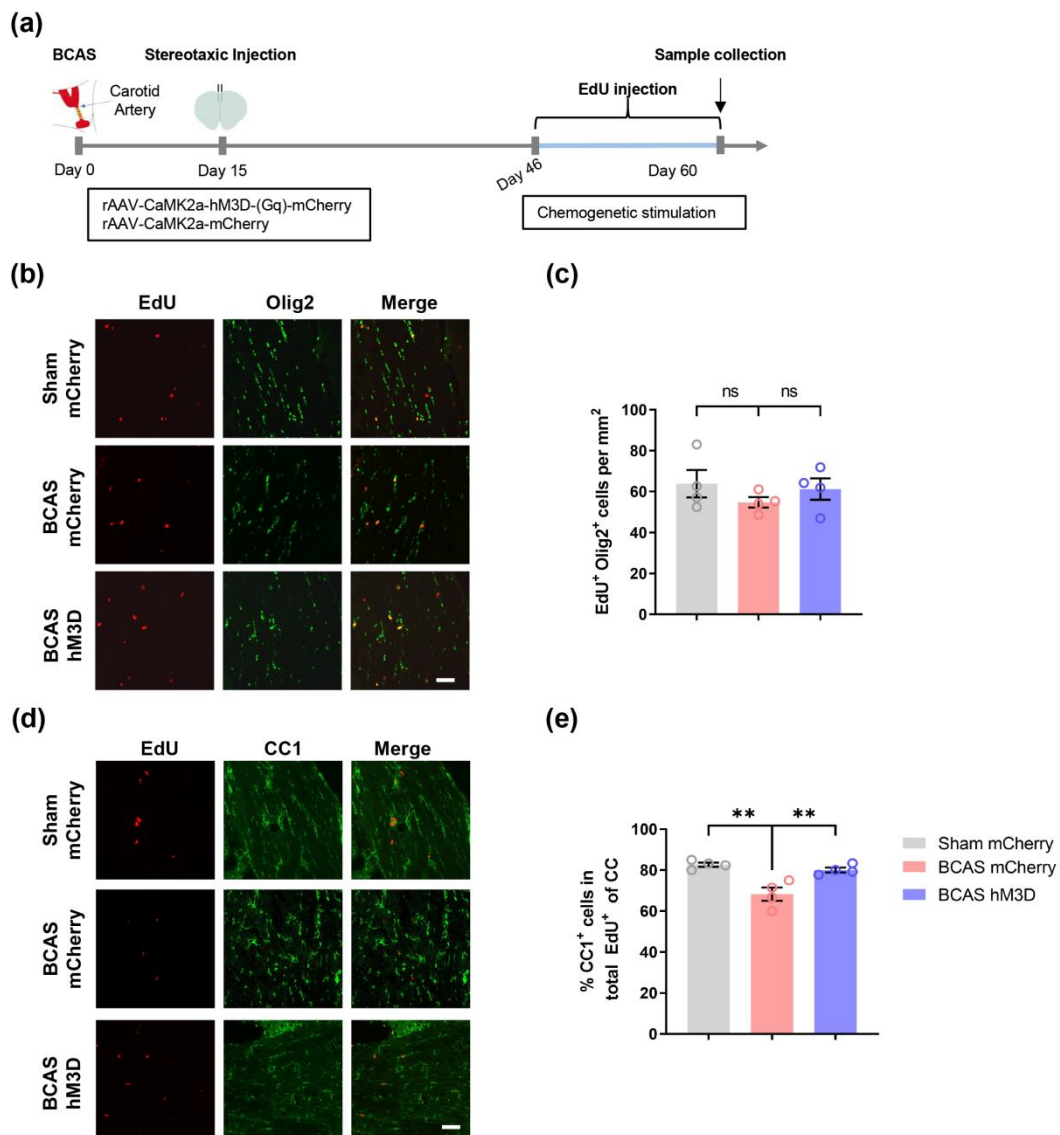 (a)
BCAS
Stereotaxic Injection
Sample collection
Carotid
Artery
EdU injection
Day 0
Day 15
Day 46
Day 60
rAAV-CaMK2a-hM3D-(Gq)-mCherry
rAAV-CaMK2a-mCherry
Chemogenetic stimulation
(b)
EdU
Olig2
Merge
Sham
mCherry
BCAS
mCherry
BCAS
hM3D
(c)
EdU⁺ Olig2⁺ cells per mm²
100
80
60
40
20
0
ns
ns
(d)
EdU
CC1
Merge
Sham
mCherry
BCAS
mCherry
BCAS
hM3D
(e)
% CC1⁺ cells in
total EdU⁺ of CC
100
80
60
40
20
0
**
**
Sham mCherry
BCAS mCherry
BCAS hM3D